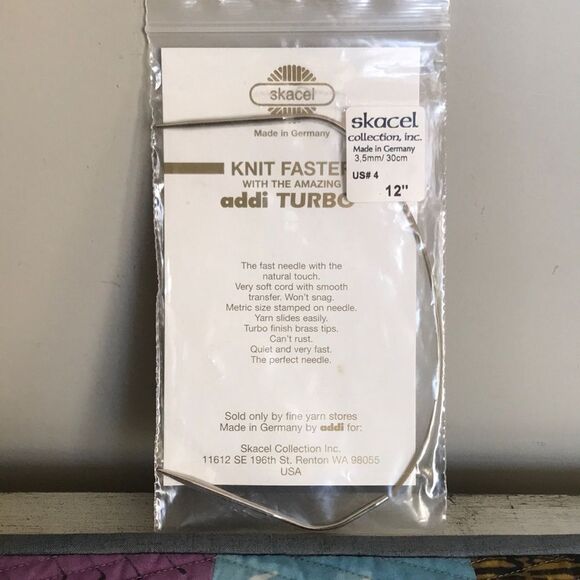 skacel
Made in Germany
skacel
collection, inc.
Made in Germany
3,5mm/ 30cm
US# 4
12"
KNIT FASTER
WITH THE AMAZING
addi TURBO
The fast needle with the
natural touch.
Very soft cord with smooth
transfer. Won't snag.
Metric size stamped on needle.
Yarn slides easily.
Turbo finish brass tips.
Can't rust.
Quiet and very fast.
The perfect needle.
Sold only by fine yarn stores
Made in Germany by addi for:
Skacel Collection Inc.
11612 SE 196th St. Renton WA 98055
USA